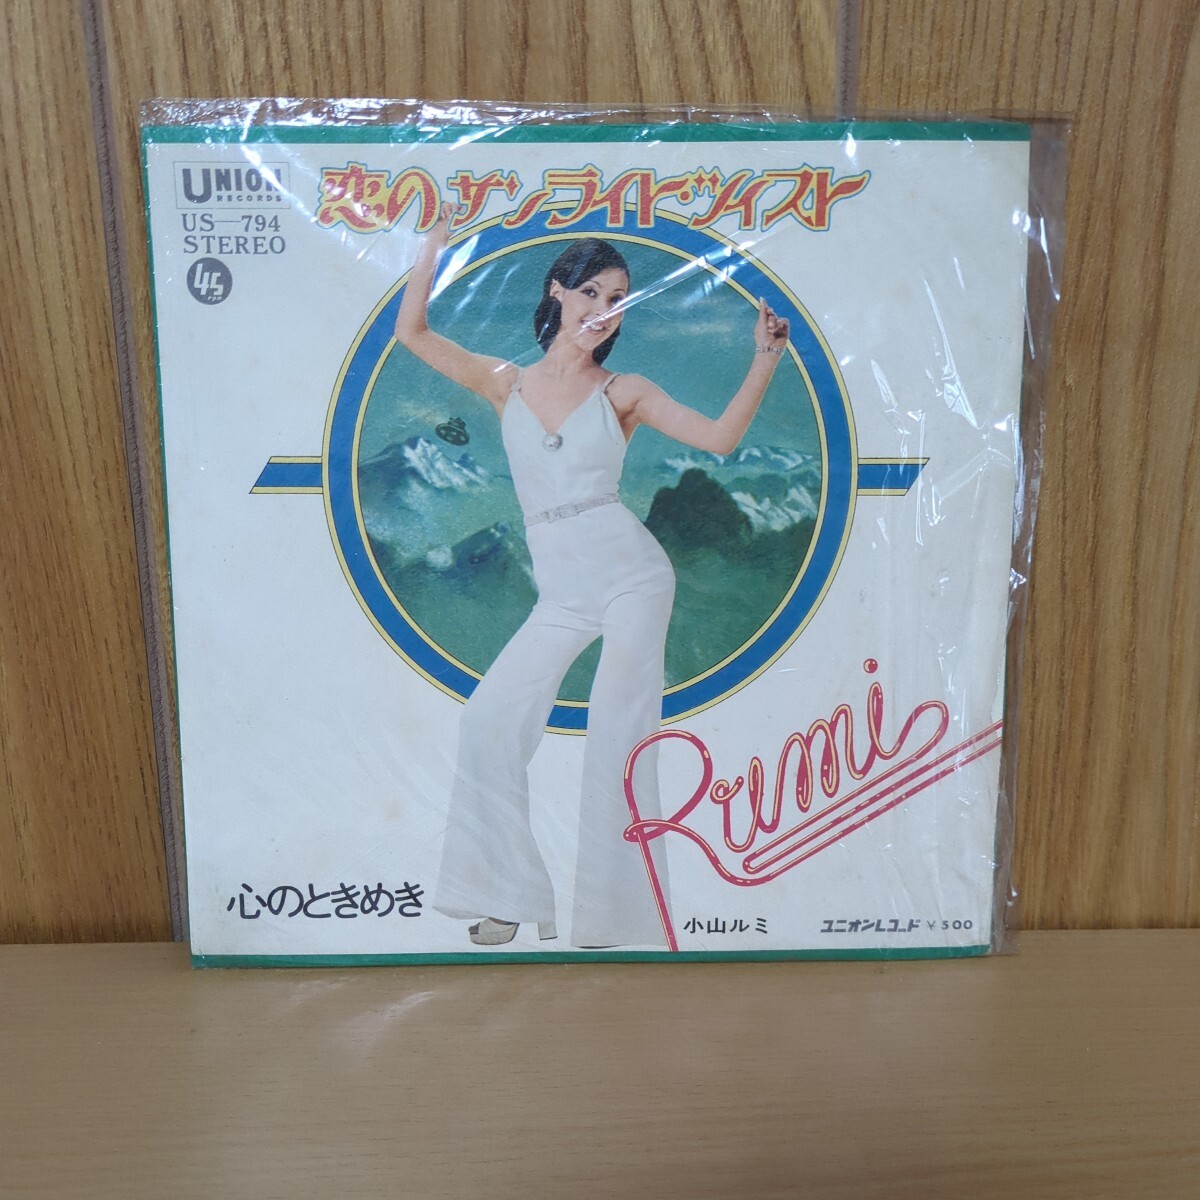 UNION
RECORDS
US—794
STEREO
45
rpm
恋のサンライト・ツイスト
Rumi
心のときめき
小山ルミ
ユニオンレコード ¥500